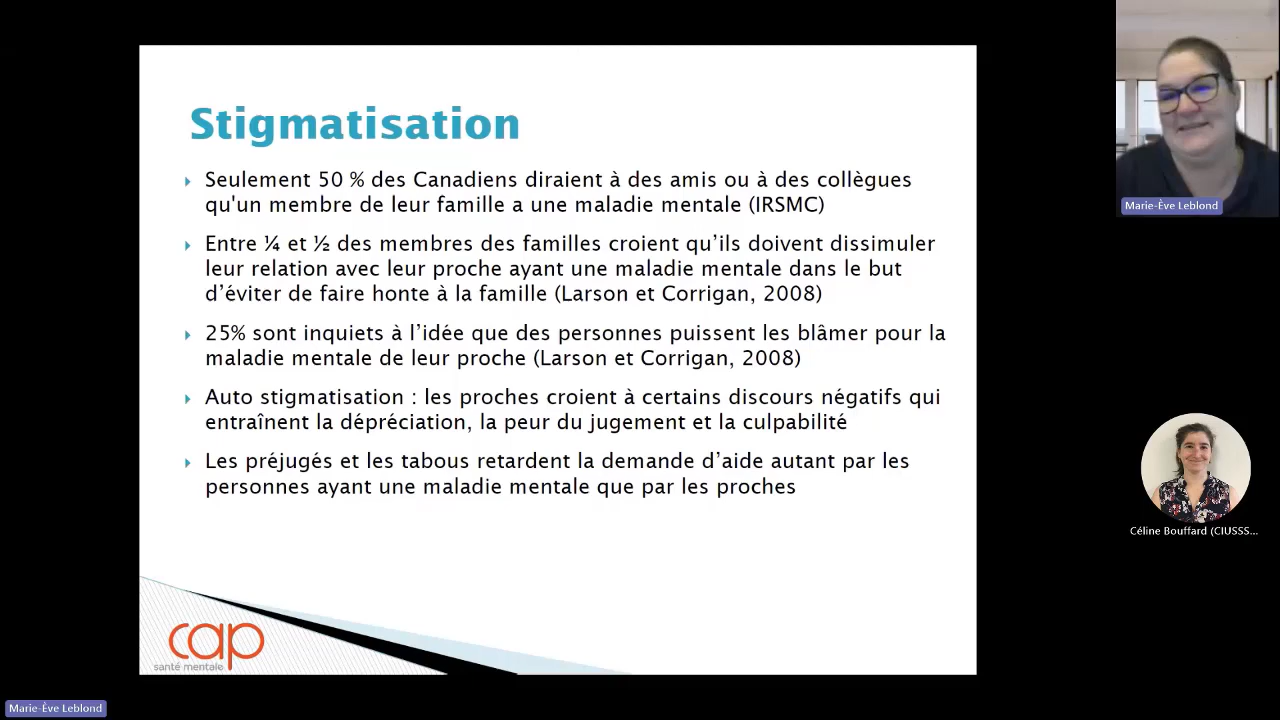 Stigmatisation
Seulement 50 % des Canadiens diraient à des amis ou à des collègues
qu'un membre de leur famille a une maladie mentale (IRSMC)
Entre ¼ et ½ des membres des familles croient qu’ils doivent dissimuler
leur relation avec leur proche ayant une maladie mentale dans le but
d’éviter de faire honte à la famille (Larson et Corrigan, 2008)
25% sont inquiets à l’idée que des personnes puissent les blâmer pour la
maladie mentale de leur proche (Larson et Corrigan, 2008)
Auto stigmatisation : les proches croient à certains discours négatifs qui
entraînent la dépréciation, la peur du jugement et la culpabilité
Les préjugés et les tabous retardent la demande d’aide autant par les
personnes ayant une maladie mentale que par les proches
cap
santé mentale
Marie-Ève Leblond
Céline Bouffard (CIUSSS...
Marie-Ève Leblond